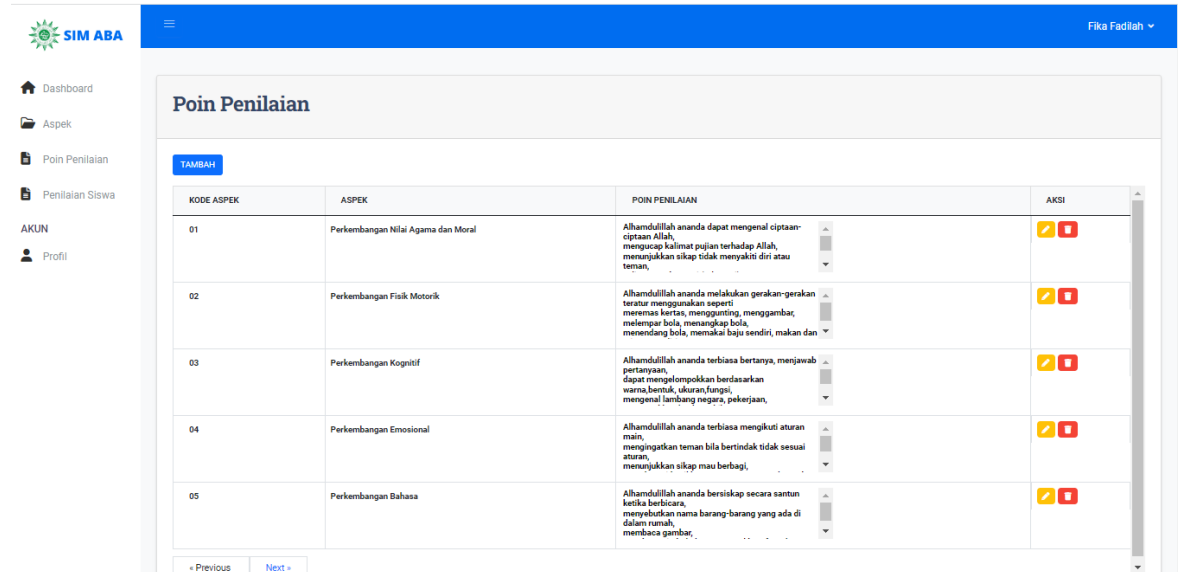 SIM ABA
Fika Fadilah
Dashboard
Aspek
Poin Penilaian
Penilaian Siswa
AKUN
Profil
Poin Penilaian
TAMBAH
KODE ASPEK ASPEK POIN PENILAIAN AKSI
01 Perkembangan Nilai Agama dan Moral
Alhamdulillah ananda dapat mengenal ciptaan-
ciptaan Allah,
mengucap kalimat pujian terhadap Allah,
menunjukkan sikap tidak menyakiti diri atau
teman,
02 Perkembangan Fisik Motorik
Alhamdulillah ananda melakukan gerakan-gerakan
teratur menggunakan seperti
meremas kertas, menggunting, menggambar,
melempar bola, menangkap bola,
menendang bola, memakai baju sendiri, makan dan
03 Perkembangan Kognitif
Alhamdulillah ananda terbiasa bertanya, menjawab
pertanyaan,
dapat mengelompokkan berdasarkan
warna,bentuk, ukuran,fungsi,
mengenal lambang negara, pekerjaan,
04 Perkembangan Emosional
Alhamdulillah ananda terbiasa mengikuti aturan
main,
mengingatkan teman bila bertindak tidak sesuai
aturan,
menunjukkan sikap mau berbagi,
05 Perkembangan Bahasa
Alhamdulillah ananda bersiskap secara santun
ketika berbicara,
menyebutkan nama barang-barang yang ada di
dalam rumah,
membaca gambar,
« Previous Next »